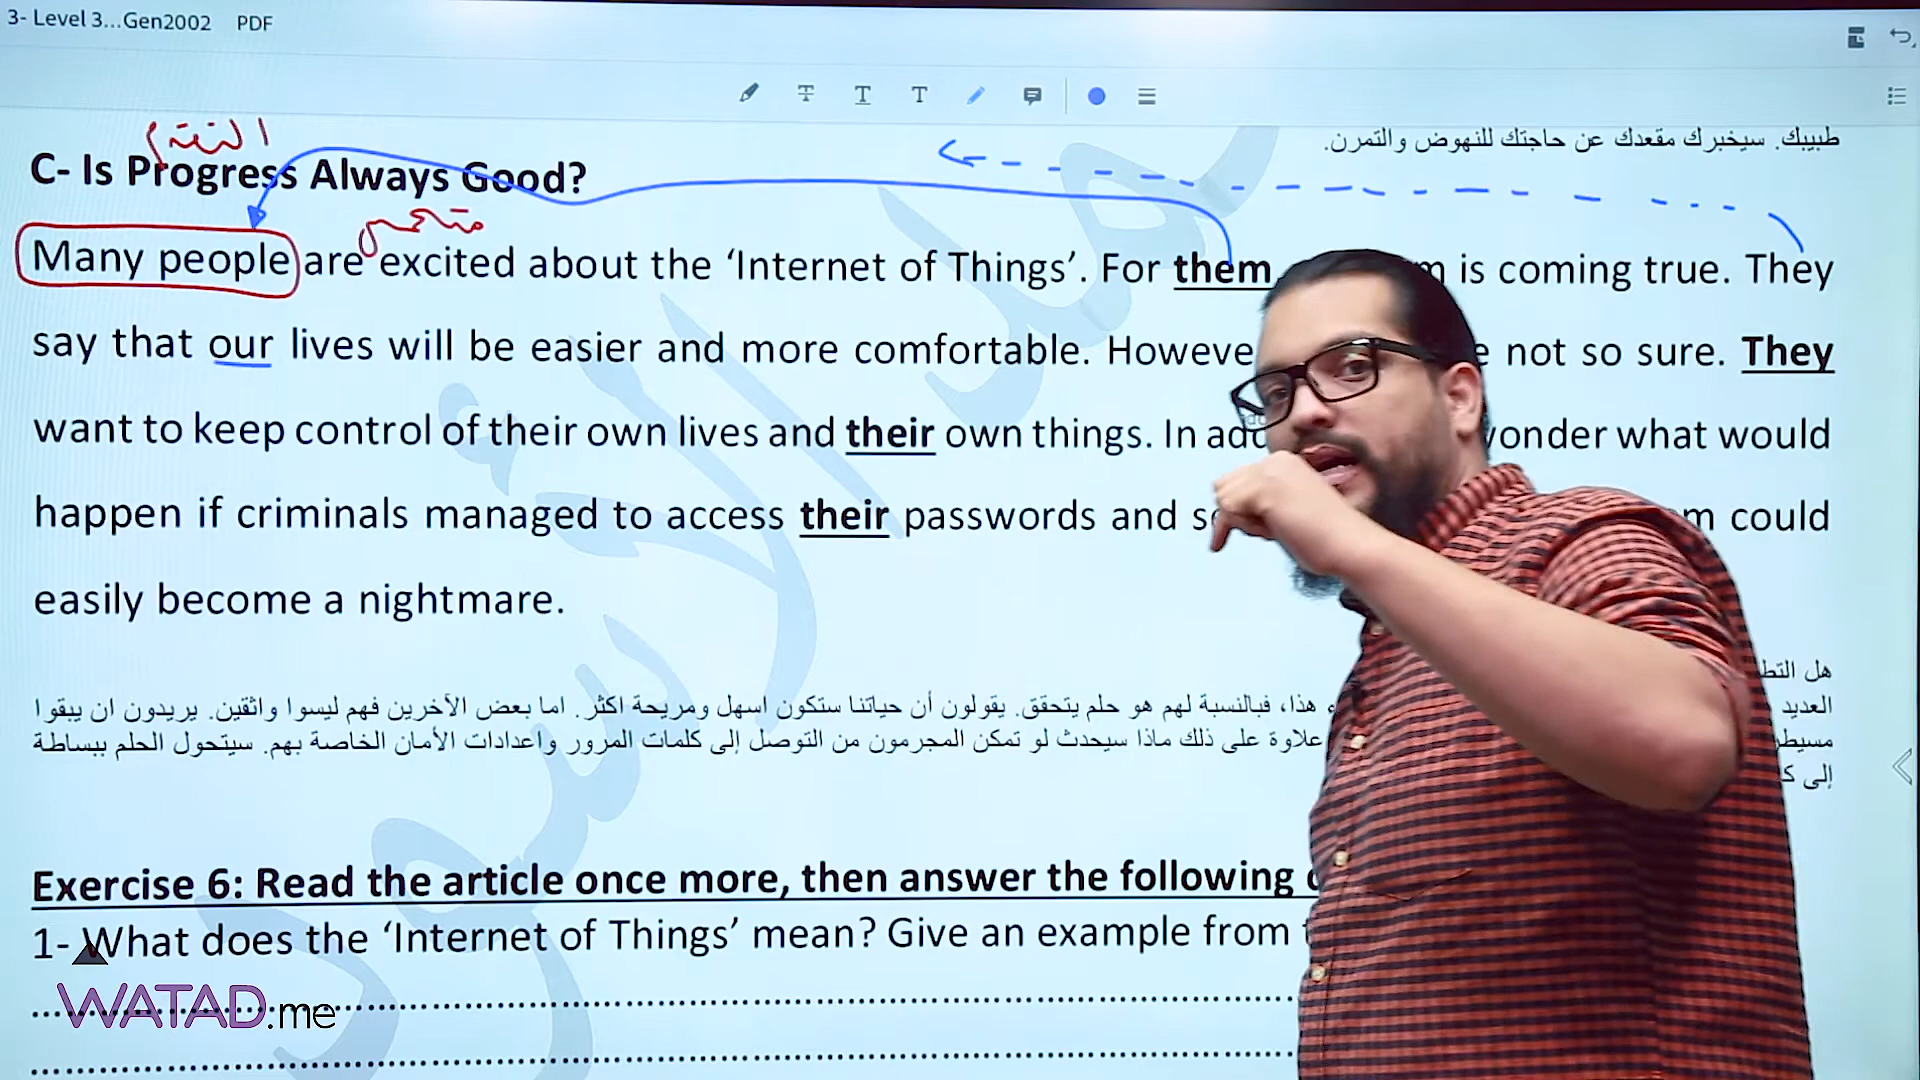 3- Level 3...Gen2002 PDF
طبيبك. سيخبرك مقعدك عن حاجتك للنهوض والتمرن.
C- Is Progress Always Good?
Many people are excited about the ‘Internet of Things’. For them is coming true. They
say that our lives will be easier and more comfortable. However not so sure. They
want to keep control of their own lives and their own things. In wonder what would
happen if criminals managed to access their passwords and could
easily become a nightmare.
هل
العديد هذا، فبالنسبة لهم هو حلم يتحقق. يقولون أن حياتنا ستكون اسهل ومريحة اكثر. اما بعض الآخرين فهم ليسوا واثقين. يريدون ان يبقوا
علاوة على ذلك ماذا سيحدث لو تمكن المجرمون من التوصل إلى كلمات المرور واعدادات الأمان الخاصة بهم. سيتحول الحلم ببساطة
إلى
Exercise 6: Read the article once more, then answer the following
1- What does the ‘Internet of Things’ mean? Give an example from
WATAD.me